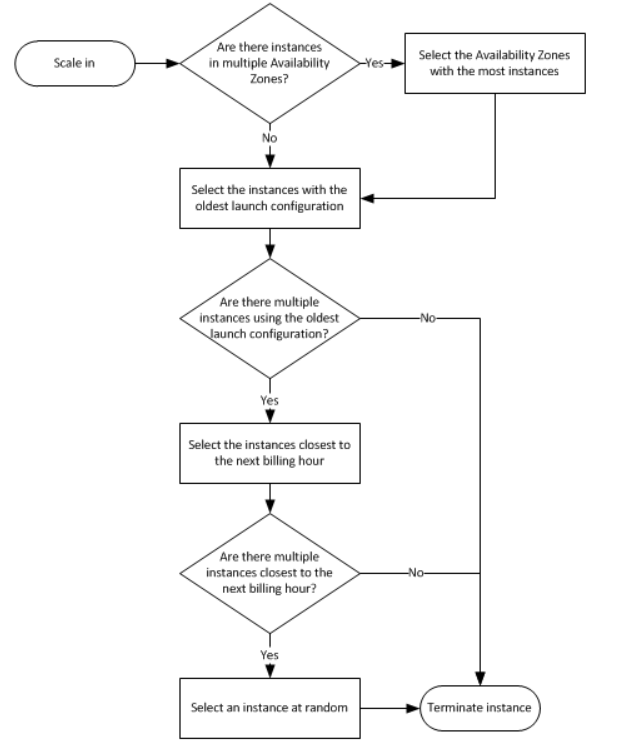 Scale in
Are there instances
in multiple Availability
Zones?
Yes
Select the Availability Zones
with the most instances
No
Select the instances with the
oldest launch configuration
Are there multiple
instances using the oldest
launch configuration?
No
Yes
Select the instances closest to
the next billing hour
Are there multiple
instances closest to the
next billing hour?
No
Yes
Select an instance at random
Terminate instance